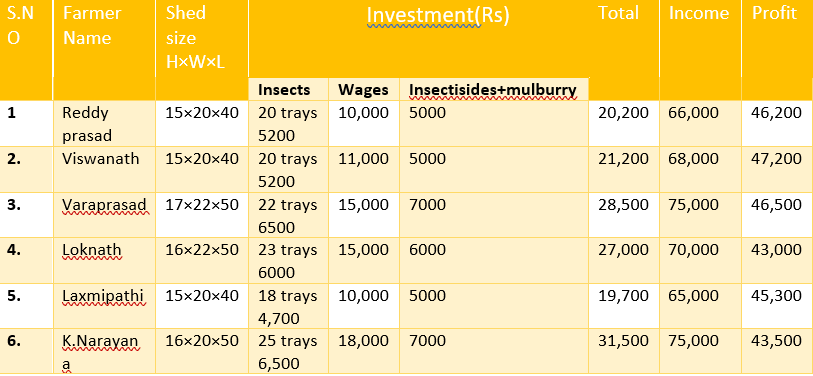 S.N Farmer Shed Investment(Rs) Total Income Profit
O Name size
H×W×L
Insects Wages Insectisides+mulburry
1 Reddy 15×20×40 20 trays 10,000 5000 20,200 66,000 46,200
prasad 5200
2. Viswanath 15×20×40 20 trays 11,000 5000 21,200 68,000 47,200
5200
3. Varaprasad 17×22×50 22 trays 15,000 7000 28,500 75,000 46,500
6500
4. Loknath 16×22×50 23 trays 15,000 6000 27,000 70,000 43,000
6000
5. Laxmipathi 15×20×40 18 trays 10,000 5000 19,700 65,000 45,300
4,700
6. K.Narayan 16×20×50 25 trays 18,000 7000 31,500 75,000 43,500
a 6,500